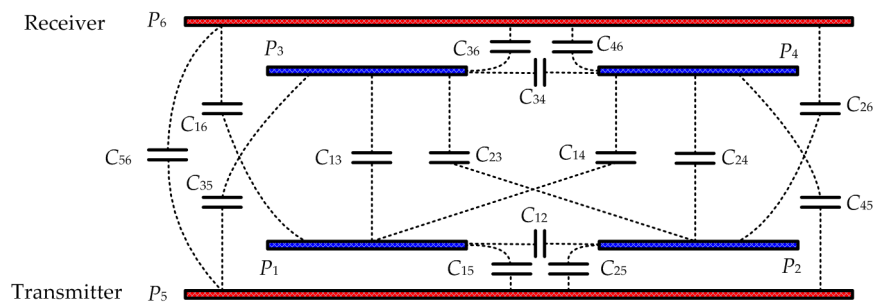 Receiver P6
P3 C36 C46 P4
C34
C16 C26
C56 C13 C23 C14 C24
C35 C45
C12
P1 C15 C25 P2
Transmitter P5